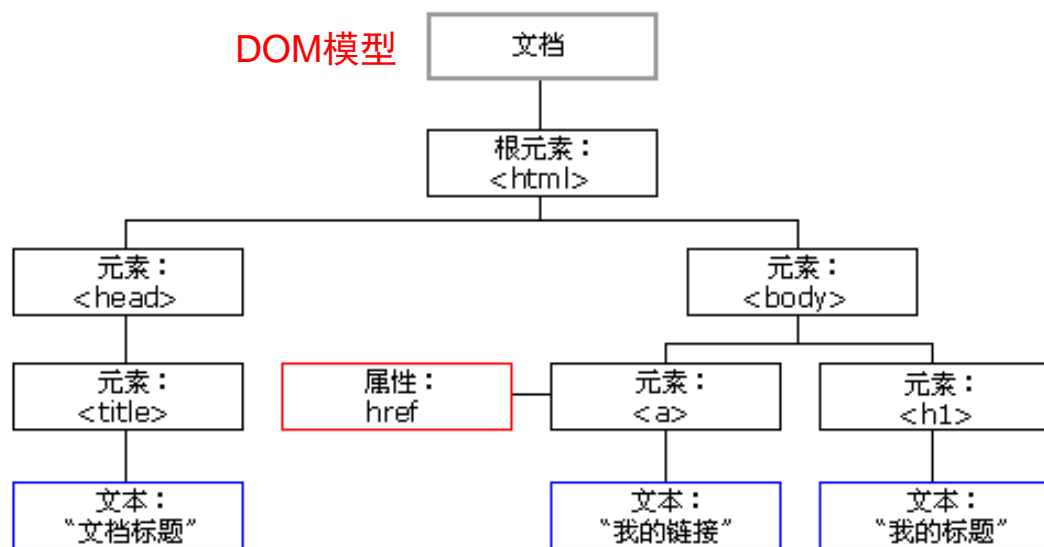 DOM模型
文档
根元素：
<html>
元素：
<head>
元素：
<body>
元素：
<title>
属性：
href
元素：
<a>
元素：
<h1>
文本：
“文档标题”
文本：
“我的链接”
文本：
“我的标题”